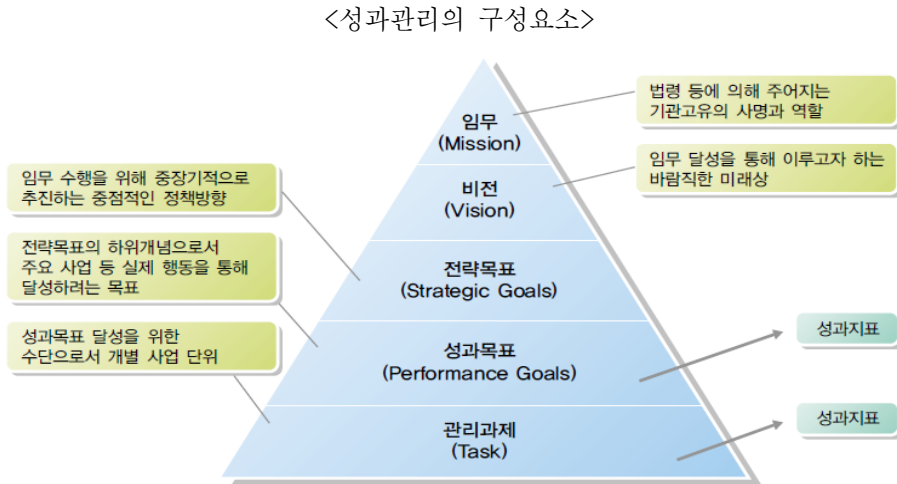 <성과관리의 구성요소>
임무
(Mission)
법령 등에 의해 주어지는
기관고유의 사명과 역할
비전
(Vision)
임무 달성을 통해 이루고자 하는
바람직한 미래상
임무 수행을 위해 중장기적으로
추진하는 중점적인 정책방향
전략목표
(Strategic Goals)
전략목표의 하위개념으로서
주요 사업 등 실제 행동을 통해
달성하려는 목표
성과목표
(Performance Goals)
성과지표
성과목표 달성을 위한
수단으로서 개별 사업 단위
관리과제
(Task)
성과지표